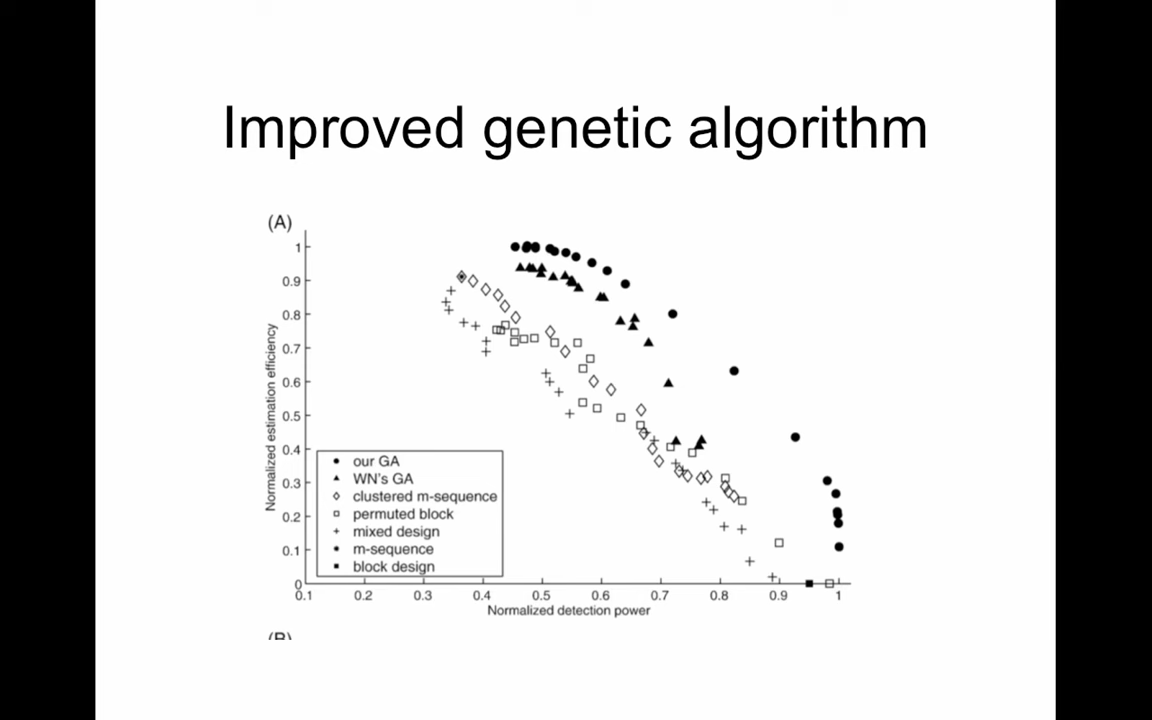 Improved genetic algorithm
(A)
Normalized estimation efficiency
1
0.9
0.8
0.7
0.6
0.5
0.4
0.3
0.2
0.1
0
our GA
WN's GA
clustered m-sequence
permuted block
mixed design
m-sequence
block design
0.1 0.2 0.3 0.4 0.5 0.6 0.7 0.8 0.9 1
Normalized detection power
(B)